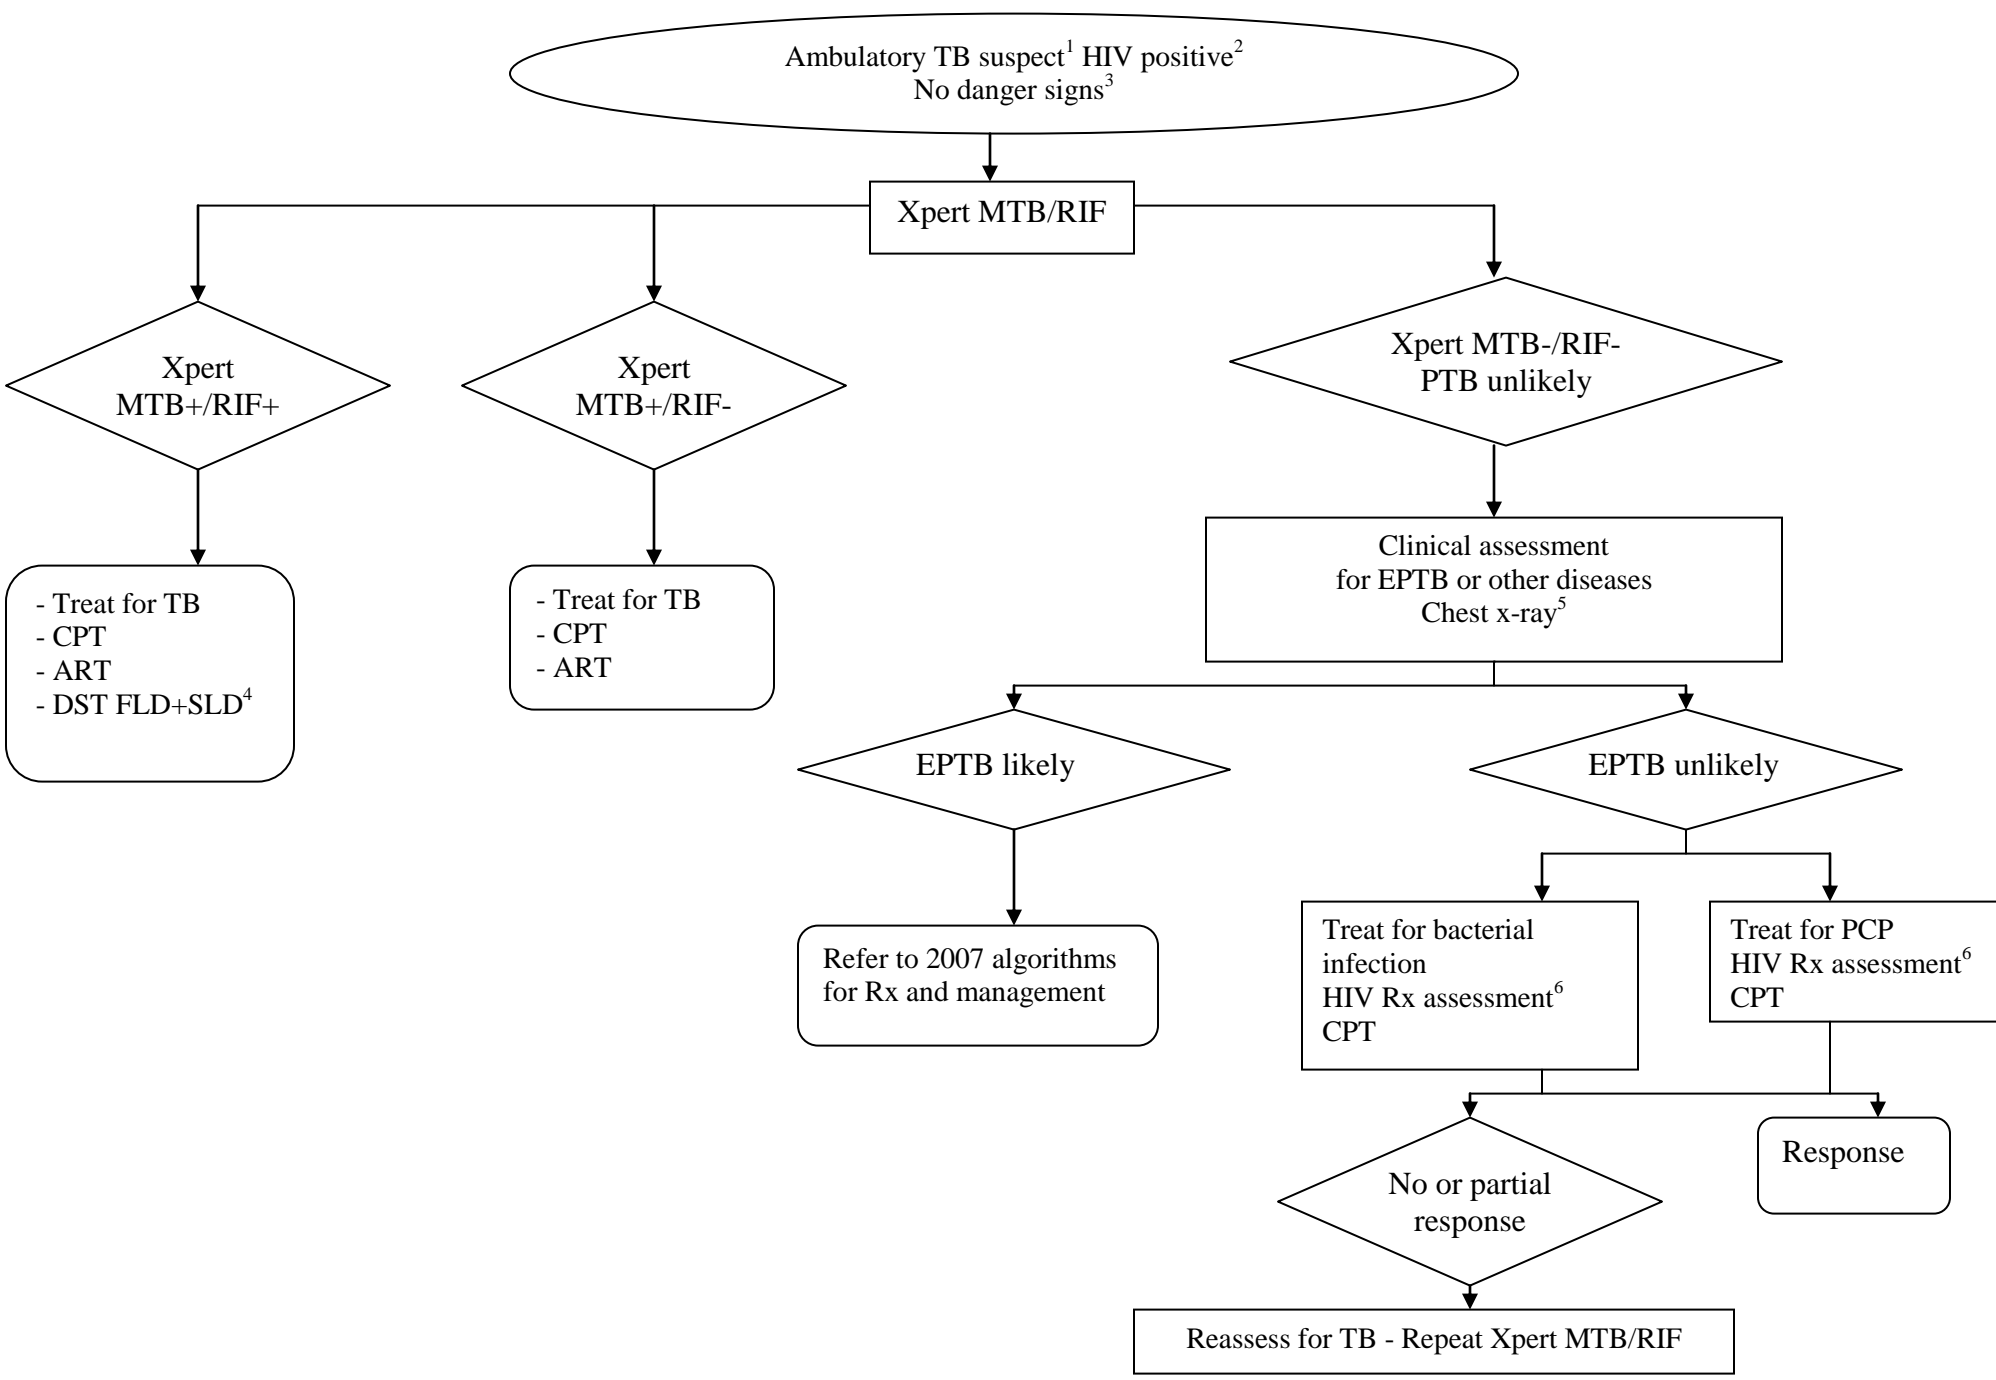 Ambulatory TB suspect¹ HIV positive²
No danger signs³
Xpert MTB/RIF
Xpert
MTB+/RIF+
Xpert
MTB+/RIF-
Xpert MTB-/RIF-
PTB unlikely
- Treat for TB
- CPT
- ART
- DST FLD+SLD⁴
- Treat for TB
- CPT
- ART
Clinical assessment
for EPTB or other diseases
Chest x-ray⁵
EPTB likely
EPTB unlikely
Refer to 2007 algorithms
for Rx and management
Treat for bacterial
infection
HIV Rx assessment⁶
CPT
Treat for PCP
HIV Rx assessment⁶
CPT
No or partial
response
Response
Reassess for TB - Repeat Xpert MTB/RIF